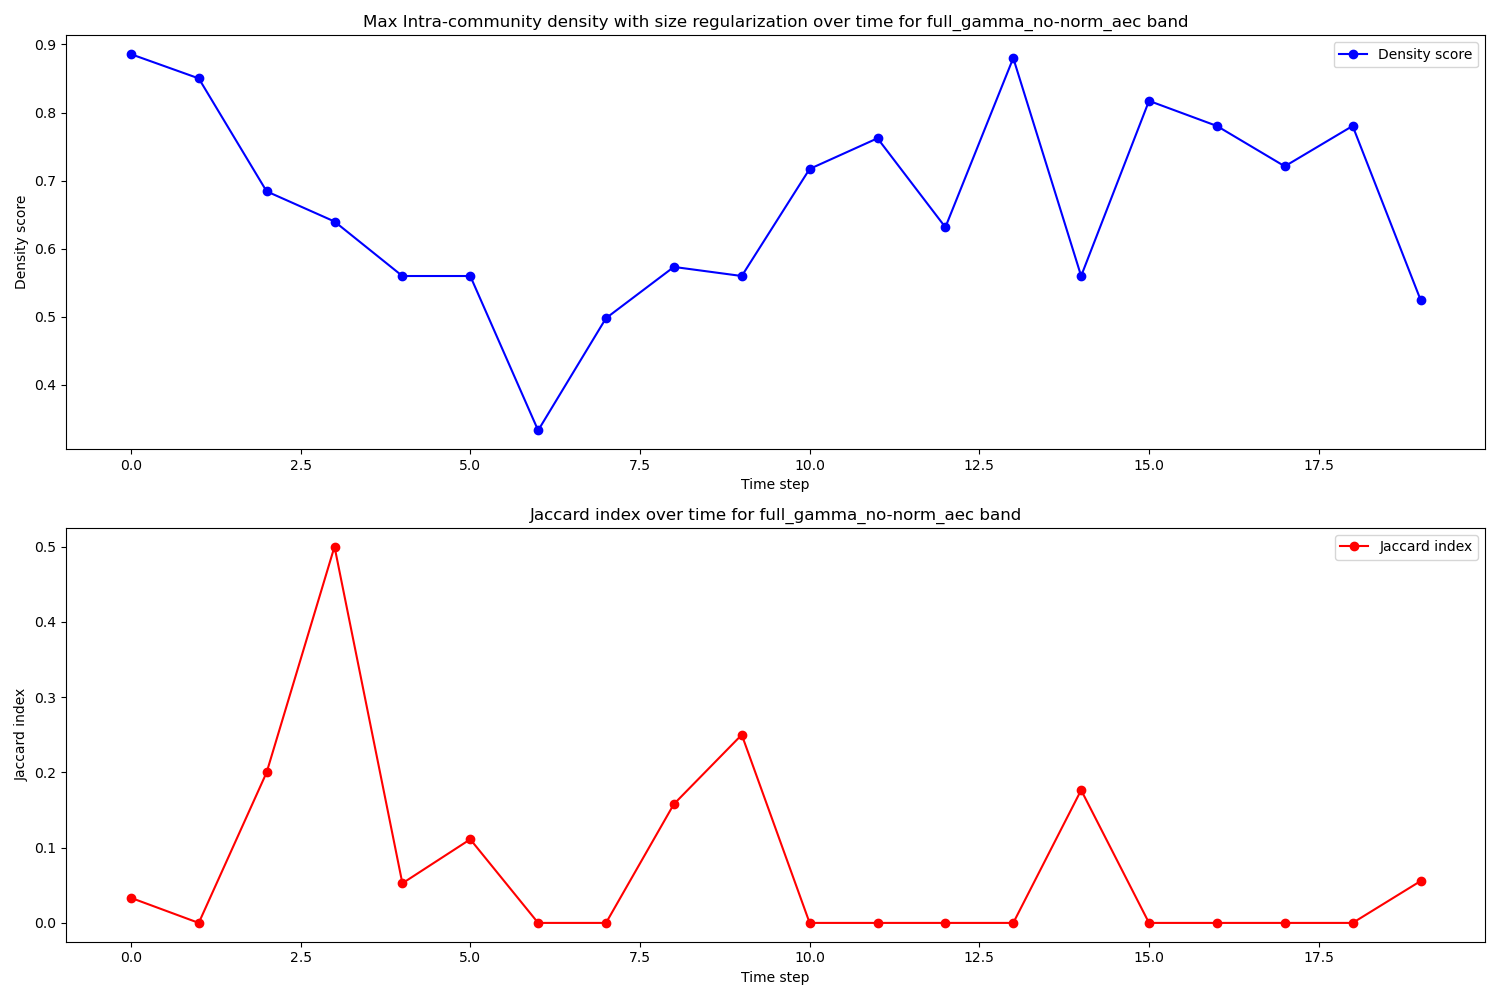 Max Intra-community density with size regularization over time for full_gamma_no-norm_aec band
Density score
0.9
0.8
0.7
0.6
0.5
0.4
Density score
0.0 2.5 5.0 7.5 10.0 12.5 15.0 17.5
Time step
Jaccard index over time for full_gamma_no-norm_aec band
Jaccard index
0.5
0.4
0.3
0.2
0.1
0.0
Jaccard index
0.0 2.5 5.0 7.5 10.0 12.5 15.0 17.5
Time step